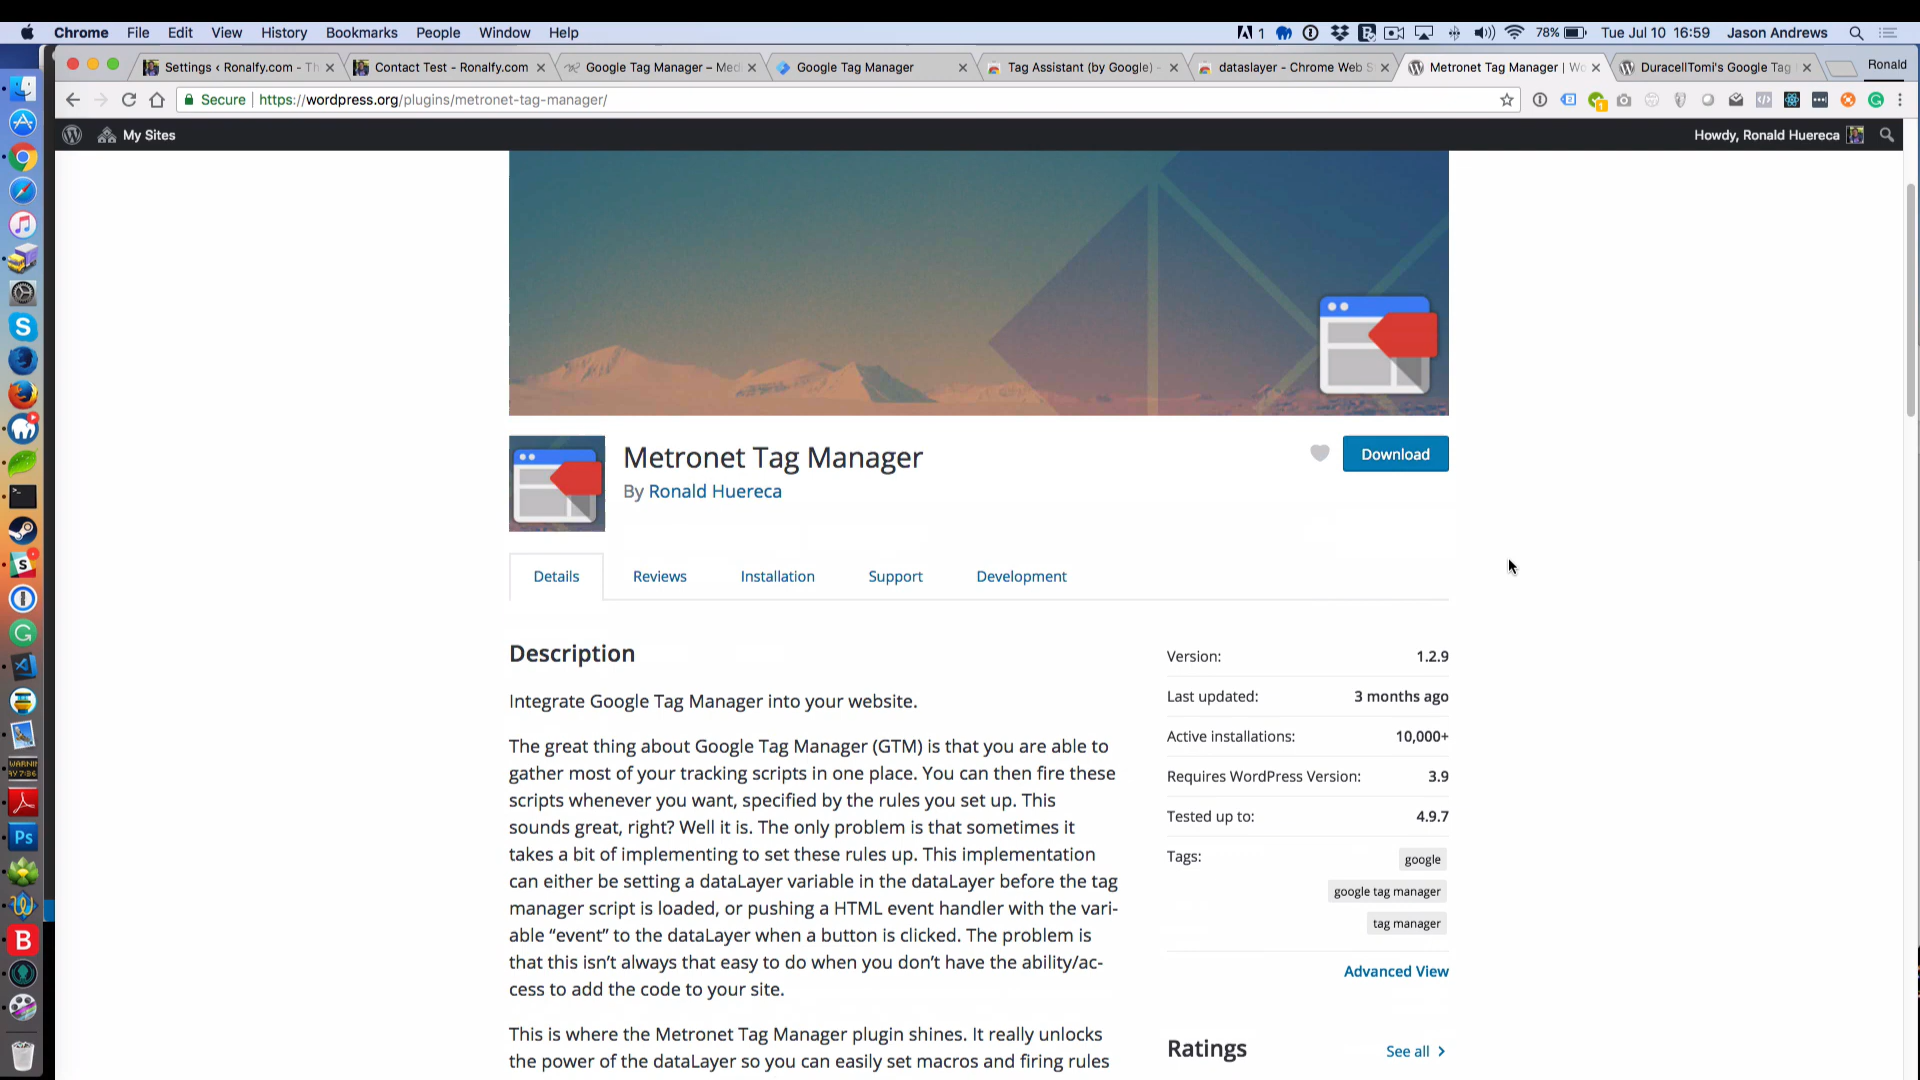 Chrome File Edit View History Bookmarks People Window Help 1 78% Tue Jul 10 16:59 Jason Andrews
Settings ‹ Ronalfy.com - Th Contact Test - Ronalfy.com Google Tag Manager – Med Google Tag Manager Tag Assistant (by Google) - dataslayer - Chrome Web S Metronet Tag Manager | Wo DuracellTomi's Google Tag Ronald
Secure https://wordpress.org/plugins/metronet-tag-manager/
My Sites Howdy, Ronald Huereca
Metronet Tag Manager
Download
By Ronald Huereca
Details Reviews Installation Support Development
Description
Integrate Google Tag Manager into your website.
The great thing about Google Tag Manager (GTM) is that you are able to
gather most of your tracking scripts in one place. You can then fire these
scripts whenever you want, specified by the rules you set up. This
sounds great, right? Well it is. The only problem is that sometimes it
takes a bit of implementing to set these rules up. This implementation
can either be setting a dataLayer variable in the dataLayer before the tag
manager script is loaded, or pushing a HTML event handler with the vari-
able “event” to the dataLayer when a button is clicked. The problem is
that this isn’t always that easy to do when you don’t have the ability/ac-
cess to add the code to your site.
This is where the Metronet Tag Manager plugin shines. It really unlocks
the power of the dataLayer so you can easily set macros and firing rules
Version: 1.2.9
Last updated: 3 months ago
Active installations: 10,000+
Requires WordPress Version: 3.9
Tested up to: 4.9.7
Tags: google
google tag manager
tag manager
Advanced View
Ratings See all